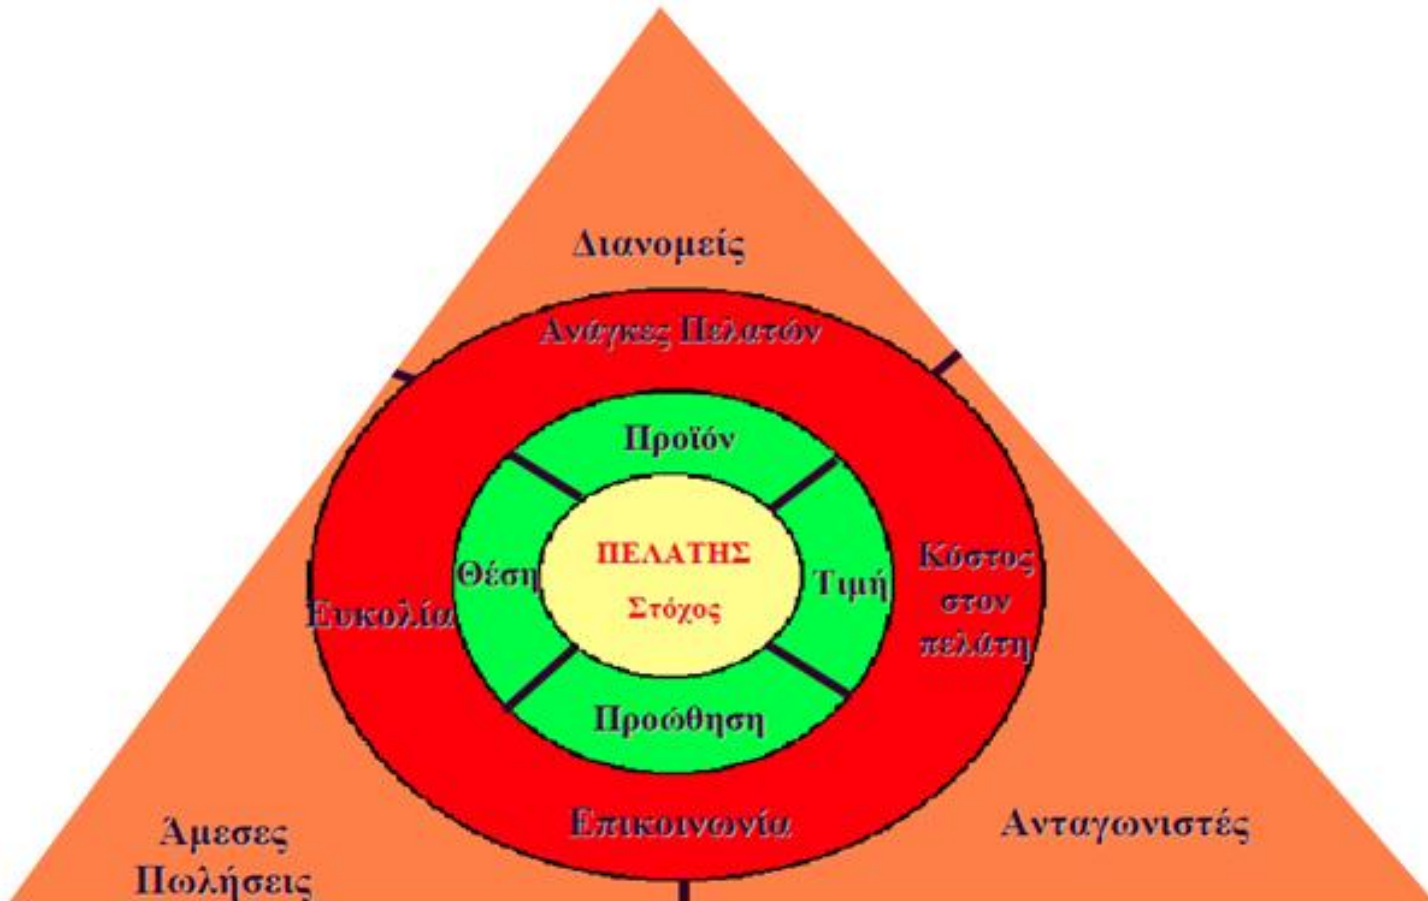 Διανομείς
Ανάγκες Πελατών
Προϊόν
ΠΕΛΑΤΗΣ
Στόχος
Θέση
Τιμή
Κόστος
στον
πελάτη
Ευκολία
Προώθηση
Επικοινωνία
Άμεσες
Πωλήσεις
Ανταγωνιστές